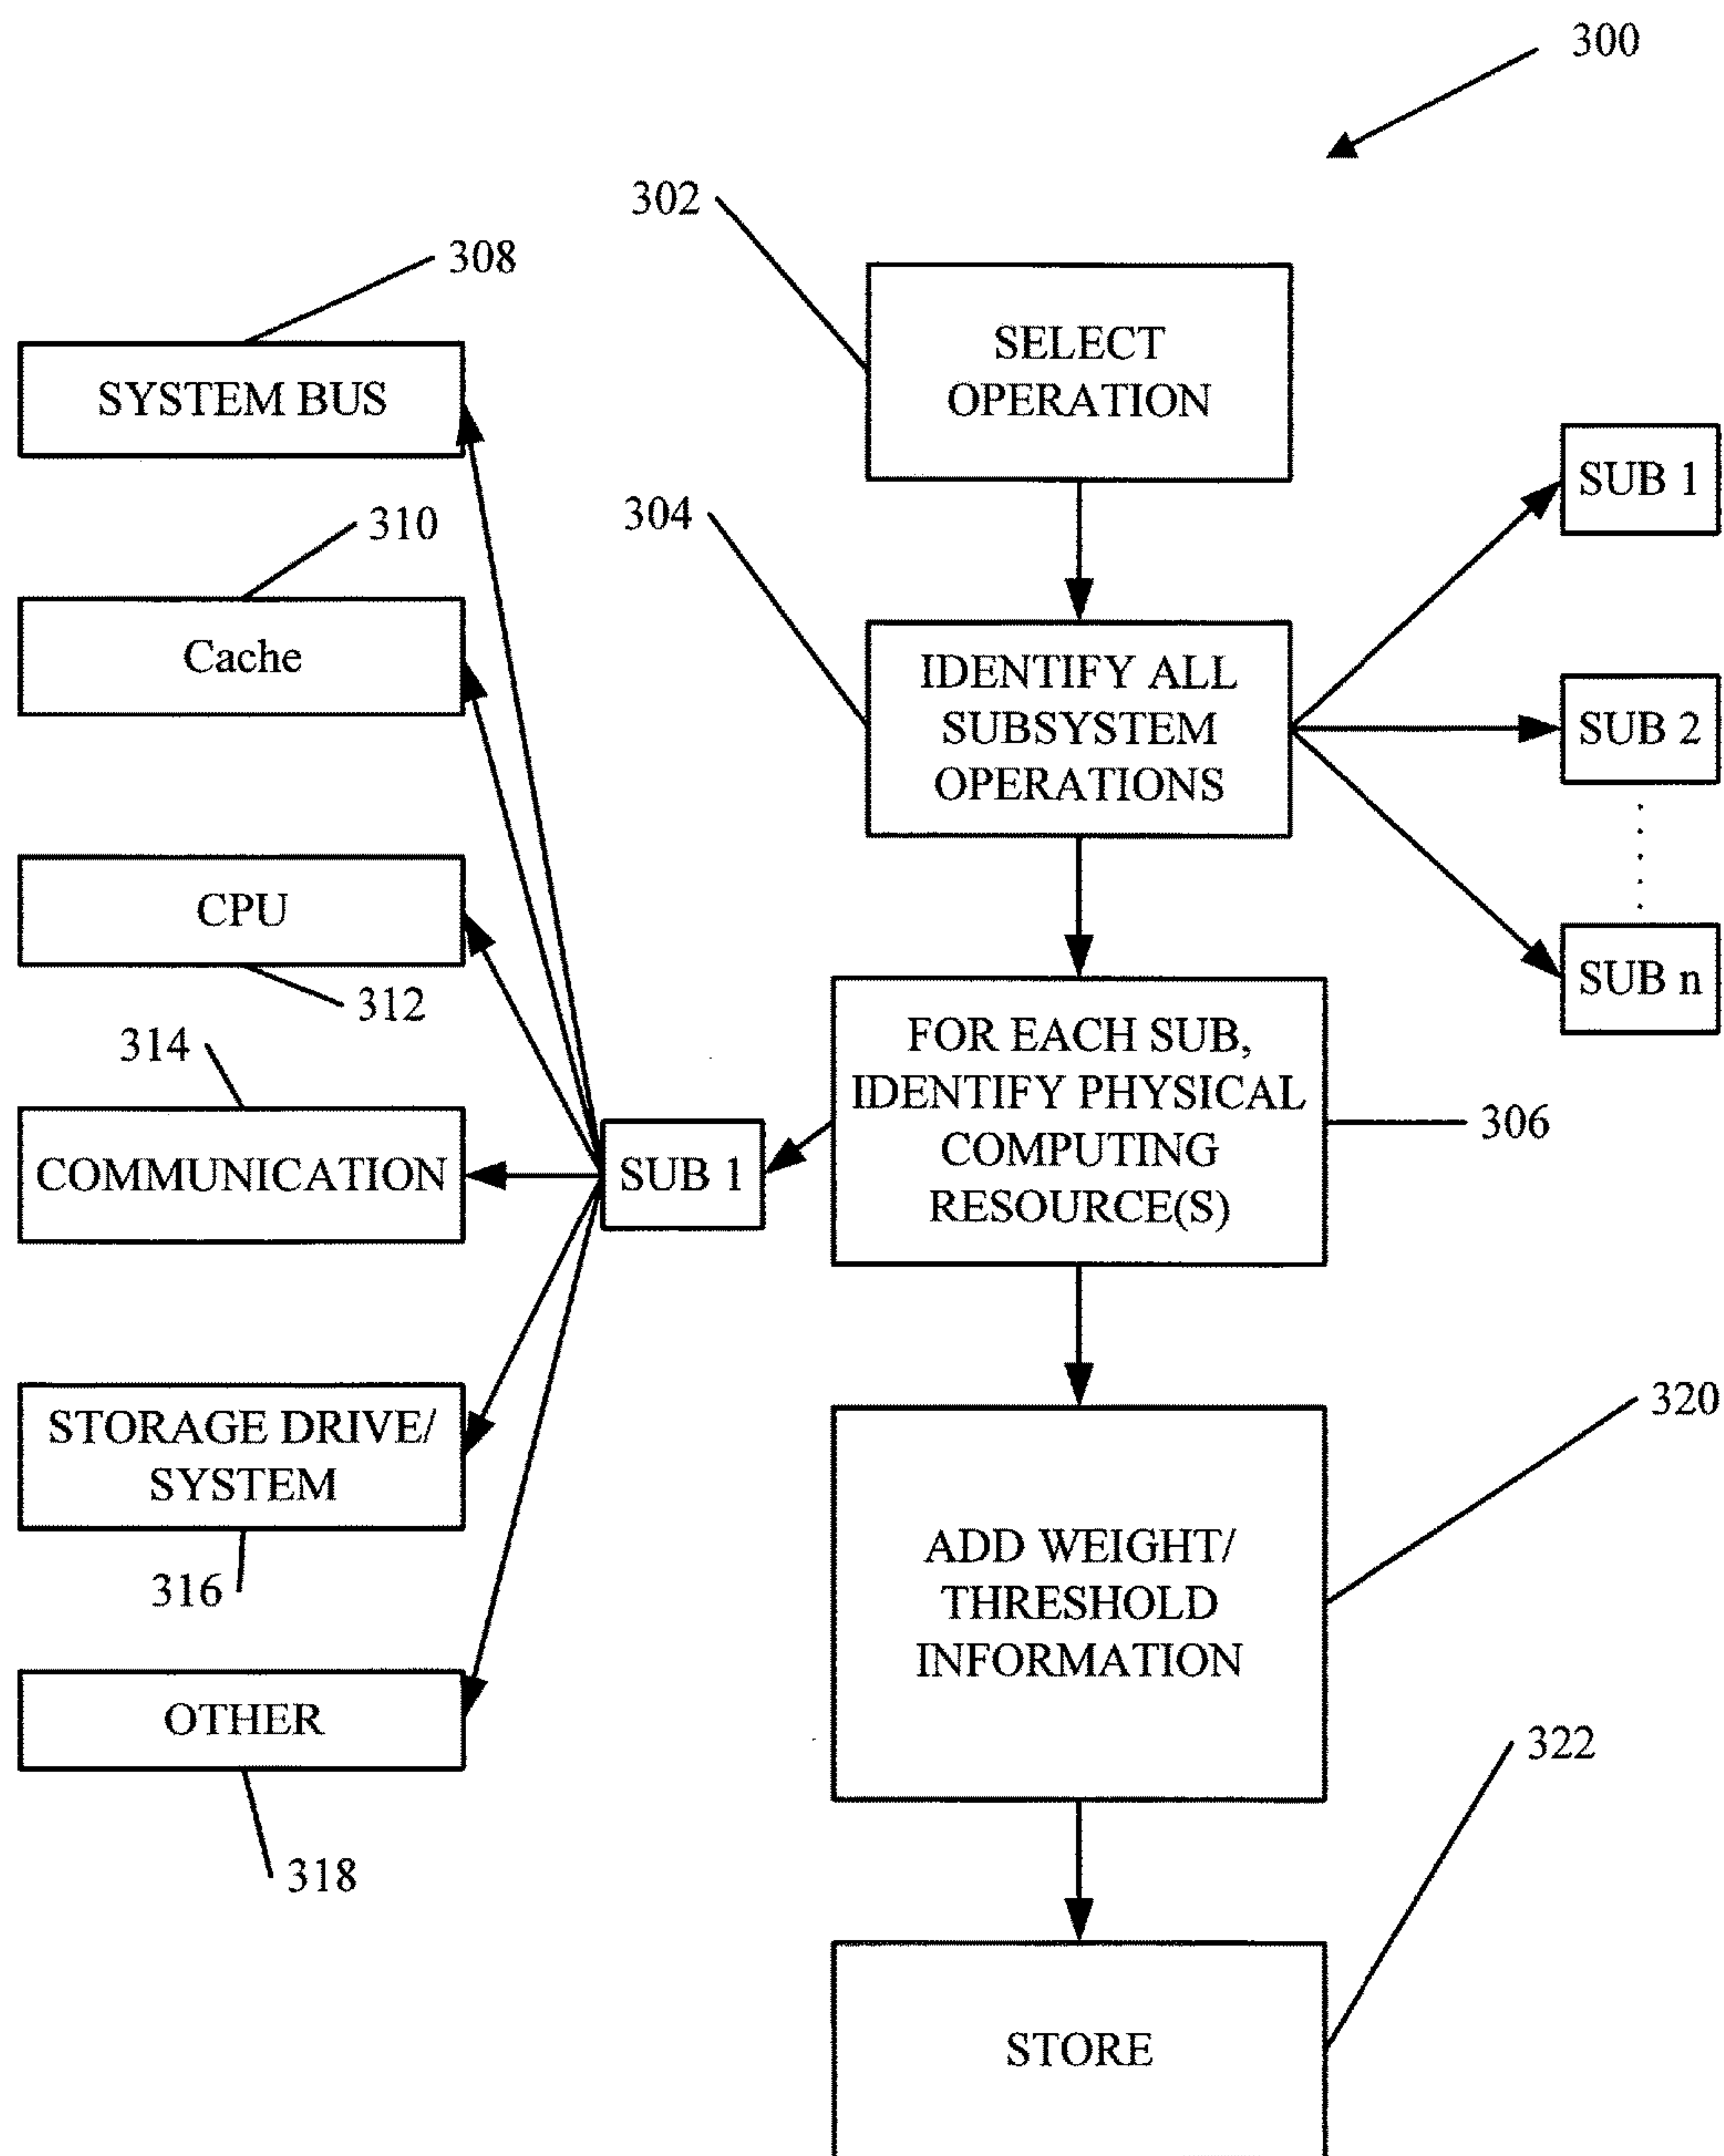 300
302
308
SELECT
OPERATION
SYSTEM BUS
SUB 1
304
310
Cache
IDENTIFY ALL
SUBSYSTEM
OPERATIONS
SUB 2
CPU
312
SUB n
314
FOR EACH SUB,
IDENTIFY PHYSICAL
COMPUTING
RESOURCE(S)
306
COMMUNICATION
SUB 1
320
STORAGE DRIVE/
SYSTEM
316
ADD WEIGHT/
THRESHOLD
INFORMATION
OTHER
322
318
STORE